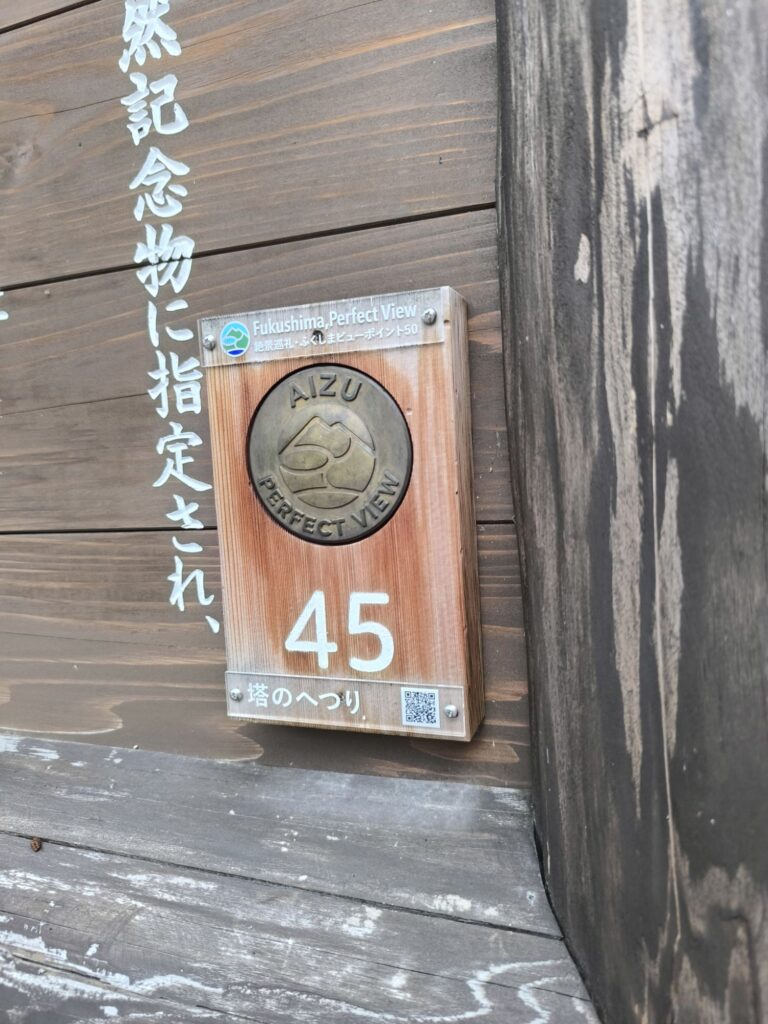 然記念物に指定され、
Fukushima,Perfect View
絶景巡礼・ふくしまビューポイント50
AIZU
PERFECT VIEW
45
塔のへつり